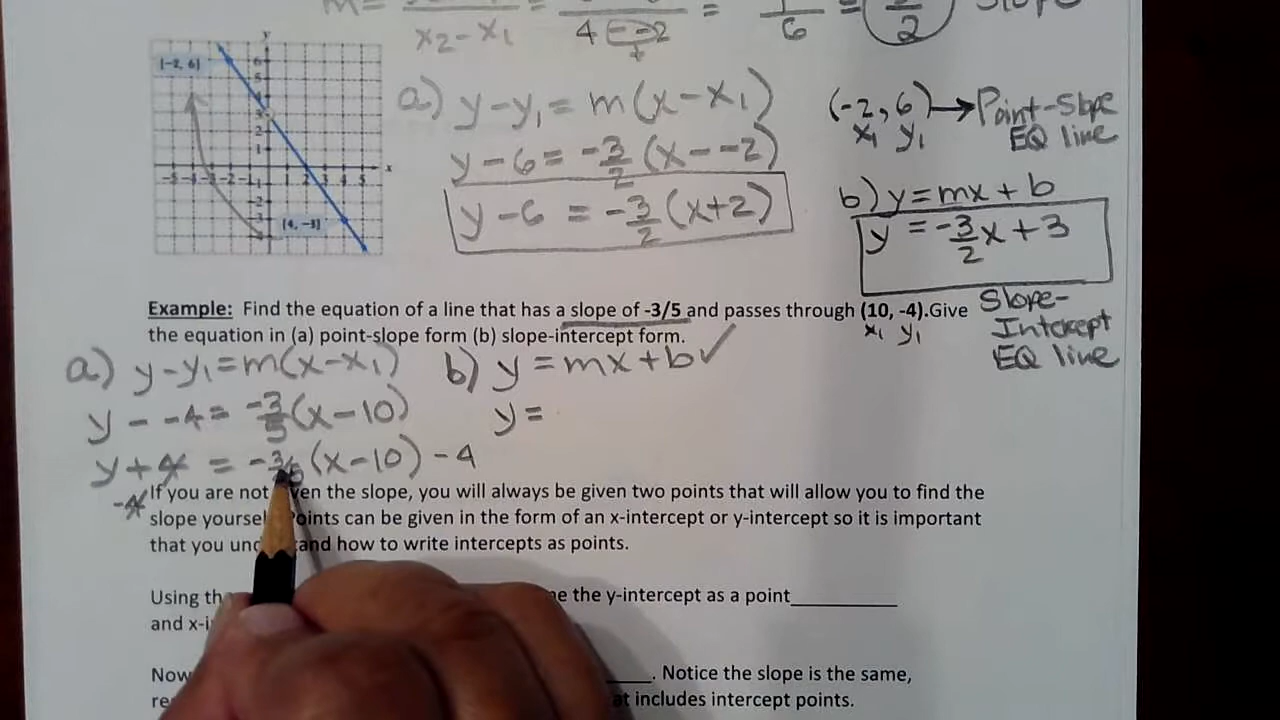 m = = = = Slope
x₂ - x₁ 4 - -2 6 2
+
y
(-2, 6)
x
(4, -3)
a) y - y₁ = m(x - x₁)
y - 6 = -3/2 (x - -2)
y - 6 = -3/2 (x+2)
(-2, 6) → Point-Slope
x₁ y₁ EQ line
b) y = mx + b
y = -3/2 x + 3
Slope-
Intercept
EQ line
Example: Find the equation of a line that has a slope of -3/5 and passes through (10, -4).Give
x₁ y₁
the equation in (a) point-slope form (b) slope-intercept form.
a) y - y₁ = m(x - x₁)
y - -4 = -3/5 (x - 10)
y + 4 = -3/5 (x - 10) - 4
-4
b) y = mx + b ✓
y =
If you are not the slope, you will always be given two points that will allow you to find the
slope Points can be given in the form of an x-intercept or y-intercept so it is important
that you how to write intercepts as points.
Using the y-intercept as a point__________
and
Now _____. Notice the slope is the same,
includes intercept points.